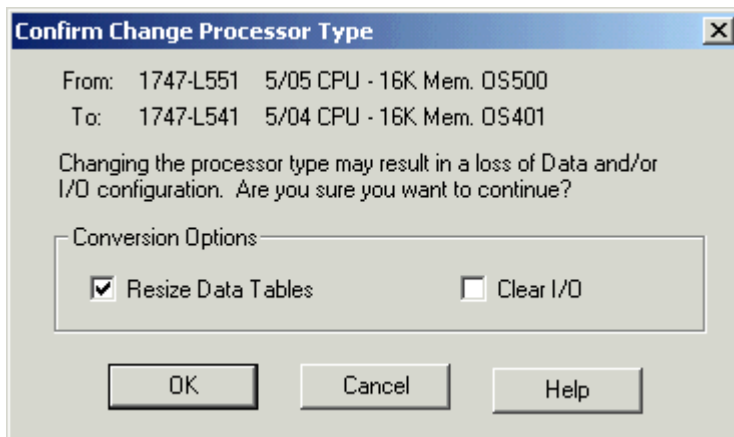 Confirm Change Processor Type
From: 1747-L551 5/05 CPU - 16K Mem. OS500
To: 1747-L541 5/04 CPU - 16K Mem. OS401
Changing the processor type may result in a loss of Data and/or
I/O configuration. Are you sure you want to continue?
Conversion Options
Resize Data Tables Clear I/O
OK Cancel Help